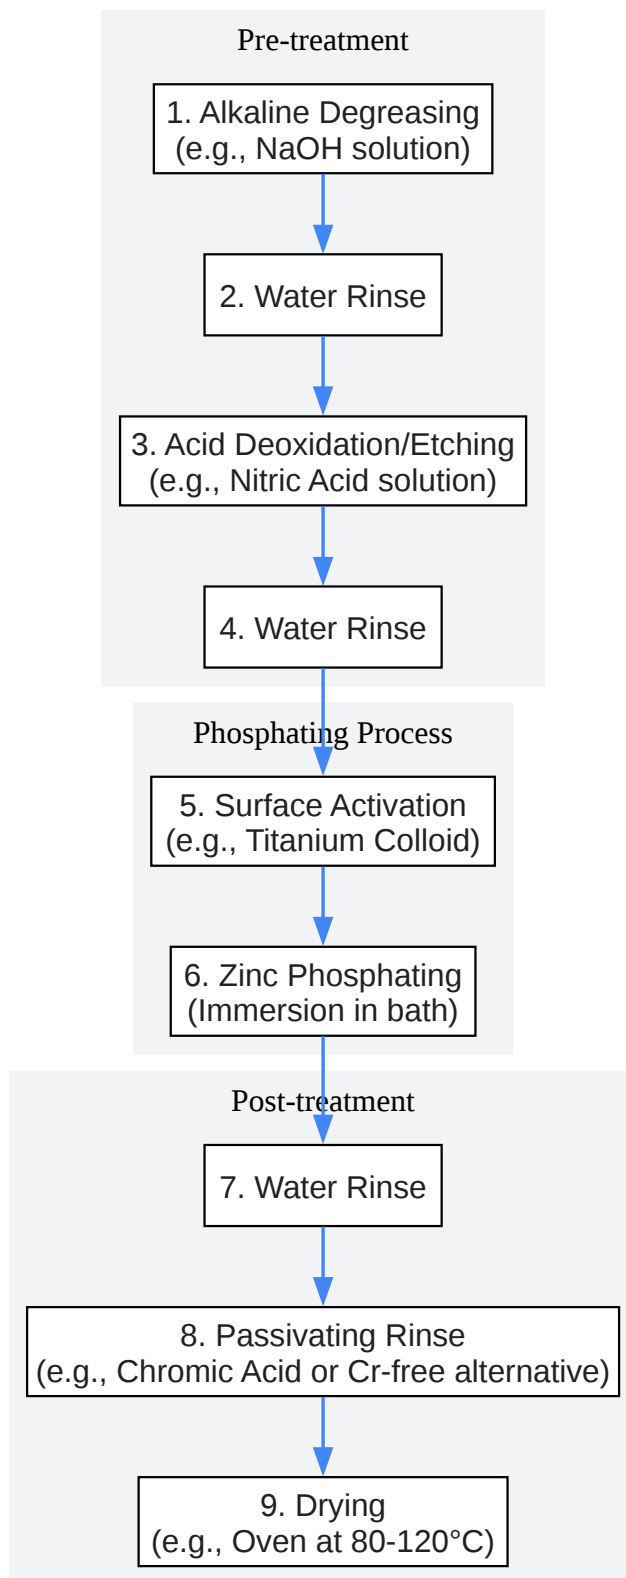 Pre-treatment
1. Alkaline Degreasing
(e.g., NaOH solution)
2. Water Rinse
3. Acid Deoxidation/Etching
(e.g., Nitric Acid solution)
4. Water Rinse
Phosphating Process
5. Surface Activation
(e.g., Titanium Colloid)
6. Zinc Phosphating
(Immersion in bath)
Post-treatment
7. Water Rinse
8. Passivating Rinse
(e.g., Chromic Acid or Cr-free alternative)
9. Drying
(e.g., Oven at 80-120°C)